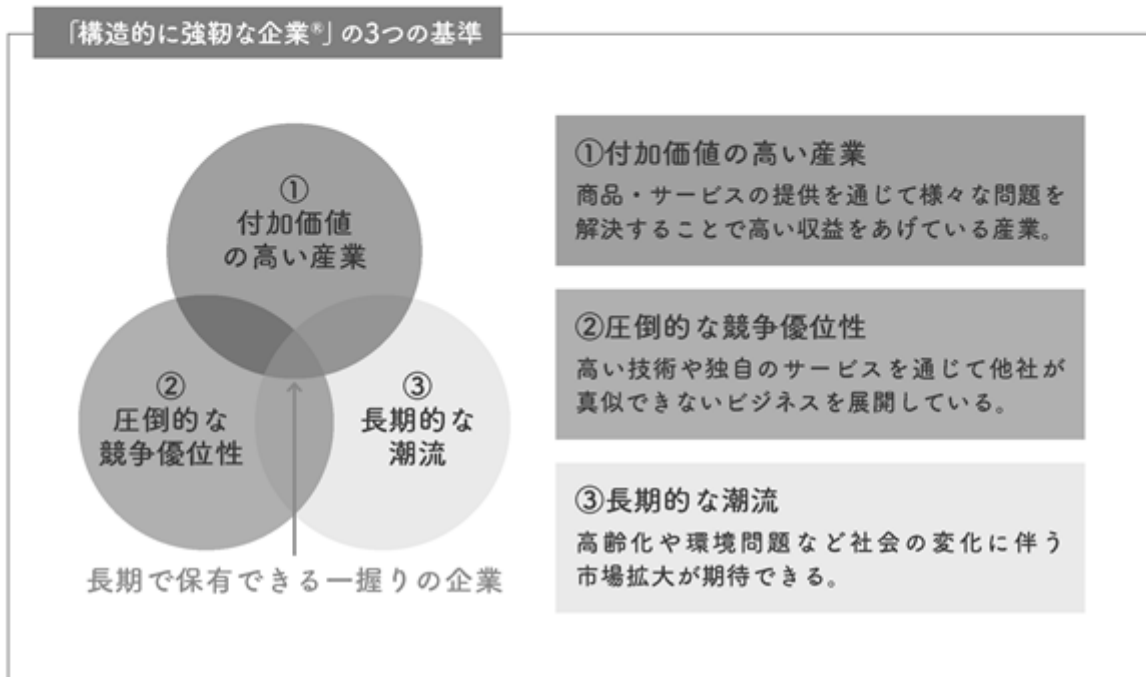 「構造的に強靭な企業®」の3つの基準
①
付加価値
の高い産業
②
圧倒的な
競争優位性
③
長期的な
潮流
長期で保有できる一握りの企業
①付加価値の高い産業
商品・サービスの提供を通じて様々な問題を
解決することで高い収益をあげている産業。
②圧倒的な競争優位性
高い技術や独自のサービスを通じて他社が
真似できないビジネスを展開している。
③長期的な潮流
高齢化や環境問題など社会の変化に伴う
市場拡大が期待できる。